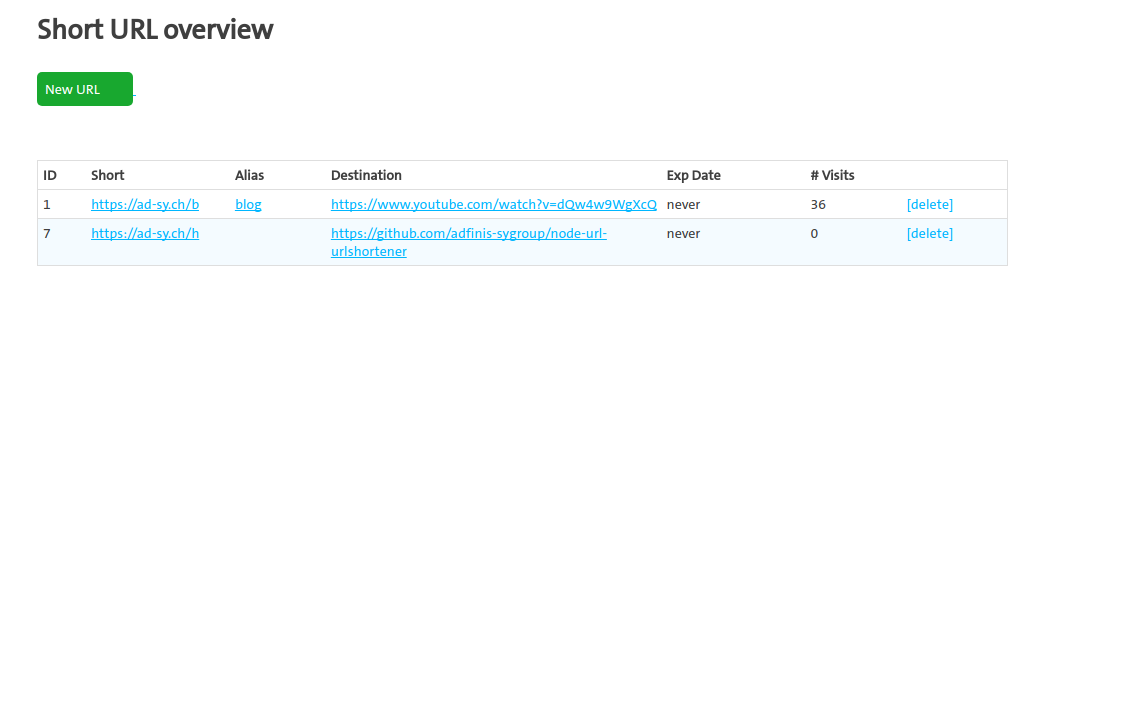 Short URL overview
New URL
ID Short Alias Destination Exp Date # Visits
1 https://ad-sy.ch/b blog https://www.youtube.com/watch?v=dQw4w9WgXcQ never 36 [delete]
7 https://ad-sy.ch/h https://github.com/adfinis-sygroup/node-url- never 0 [delete]
urlshortener